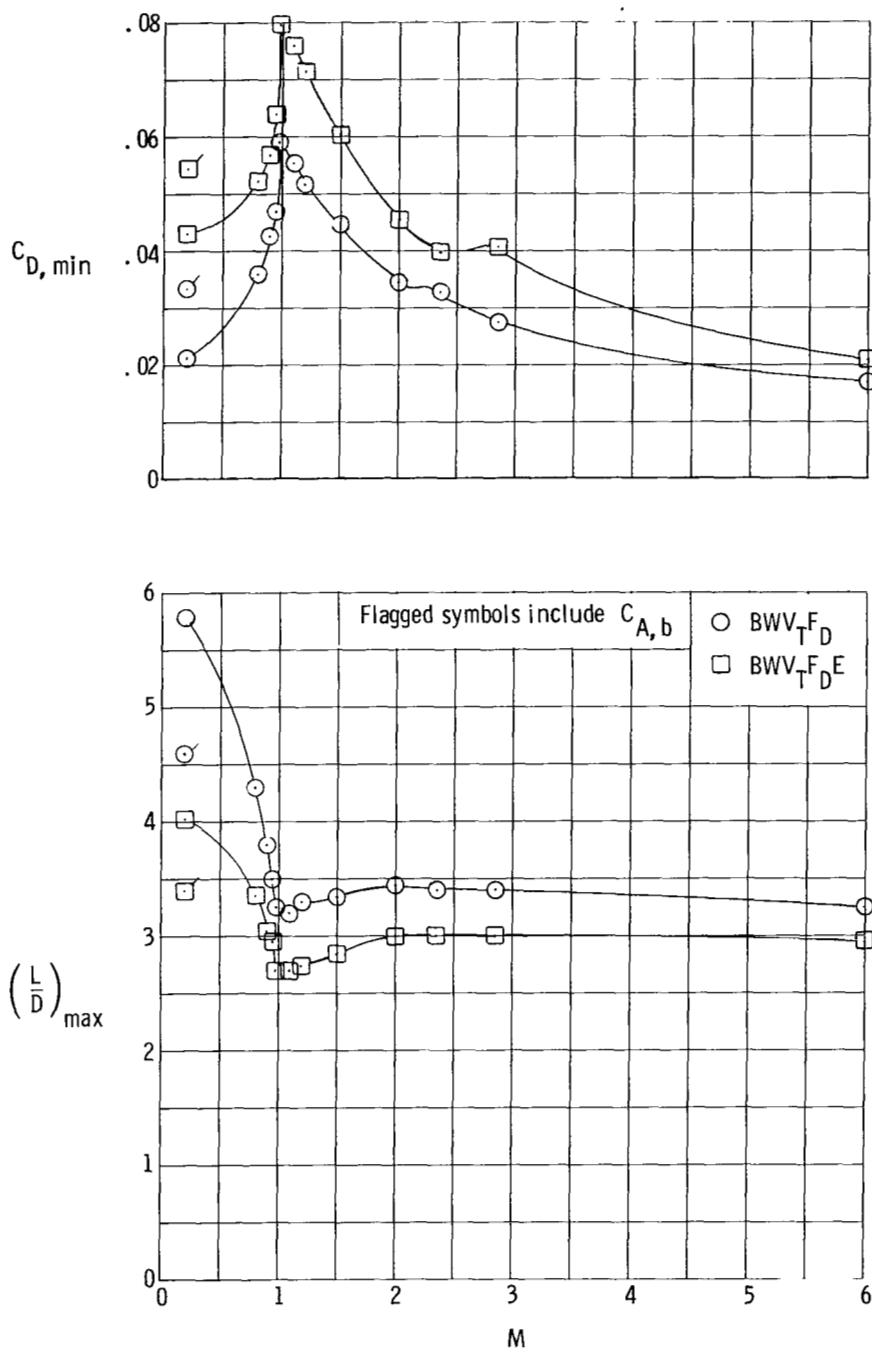 .08
.06
.04
.02
0
C_D, min
6
5
4
3
2
1
0
(L/D)max
Flagged symbols include C_A, b
○ BWV_TF_D
□ BWV_TF_DE
0 1 2 3 4 5 6
M